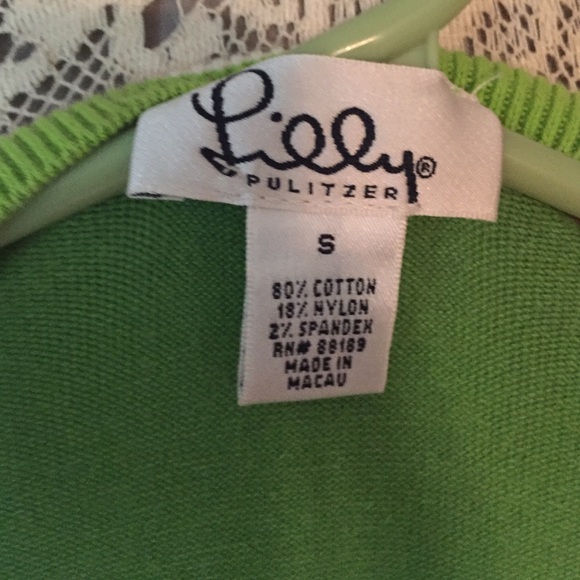 Lilly®
PULITZER
S
80% COTTON
18% NYLON
2% SPANDEX
RN# 88189
MADE IN
MACAU